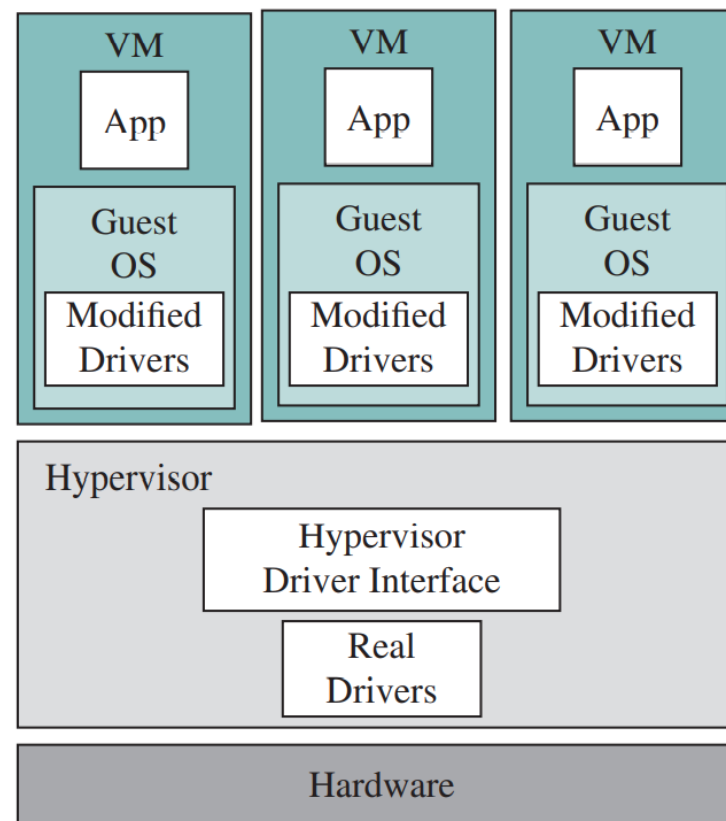 VM
App
Guest
OS
Modified
Drivers
VM
App
Guest
OS
Modified
Drivers
VM
App
Guest
OS
Modified
Drivers
Hypervisor
Hypervisor
Driver Interface
Real
Drivers
Hardware